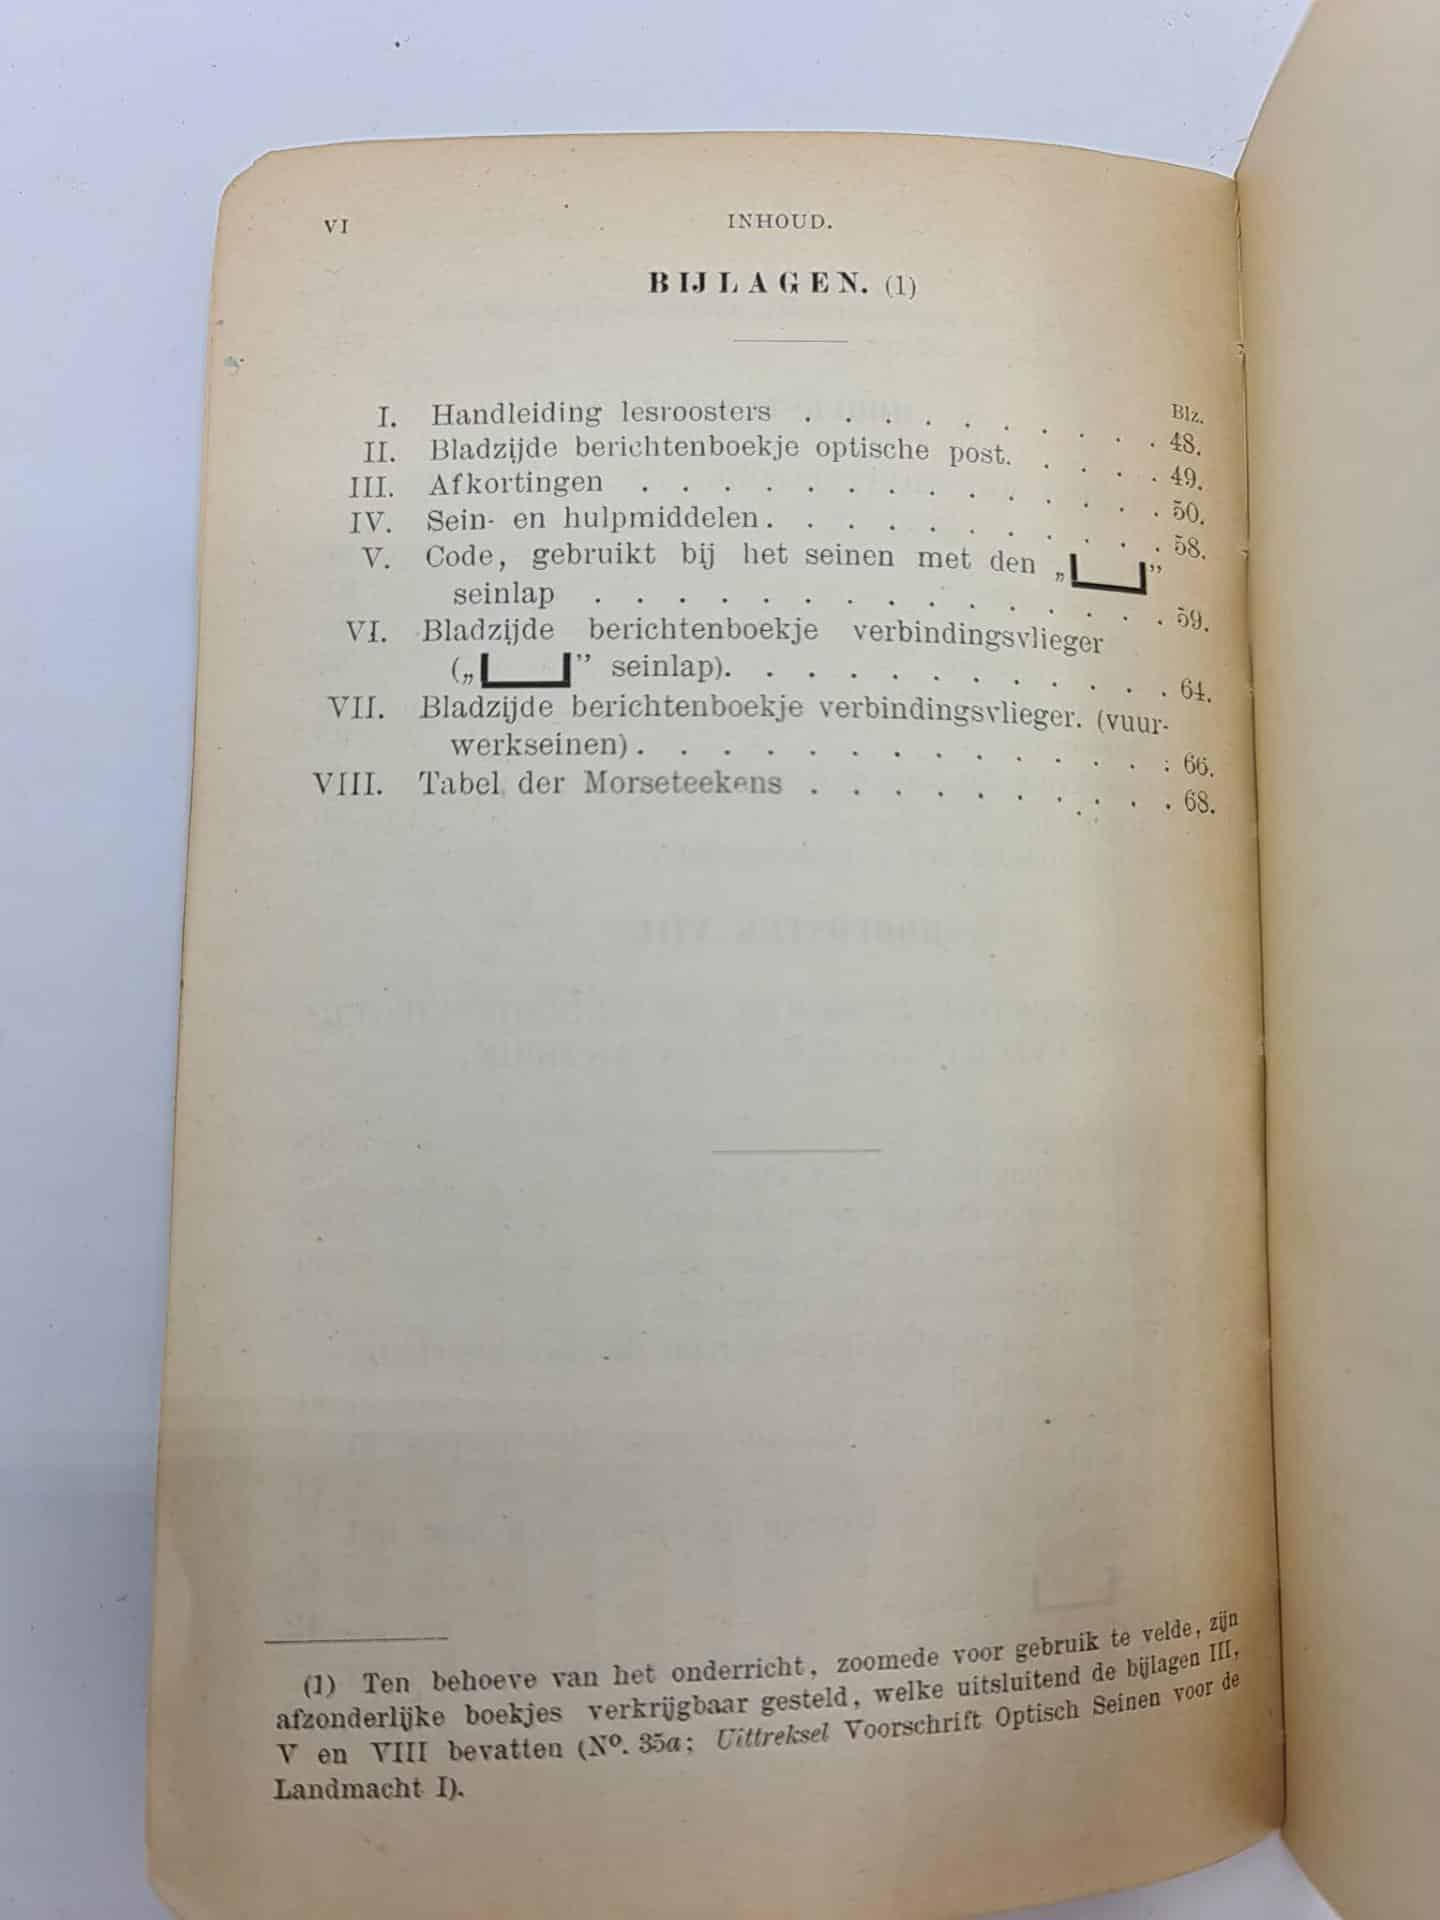 VI
INHOUD.
BIJLAGEN. (1)
Blz.
I. Handleiding lesroosters . . . . . . . . . . 48.
II. Bladzijde berichtenboekje optische post. . . . . 49.
III. Afkortingen . . . . . . . . . . . . . 50.
IV. Sein- en hulpmiddelen. . . . . . . . . . . 58.
V. Code, gebruikt bij het seinen met den „⎵”
seinlap . . . . . . . . . . . . . . 59.
VI. Bladzijde berichtenboekje verbindingsvlieger
(„⎵” seinlap). . . . . . . . . . . . 64.
VII. Bladzijde berichtenboekje verbindingsvlieger. (vuur-
werkseinen) . . . . . . . . . . . . . 66.
VIII. Tabel der Morseteekens . . . . . . . . . 68.
(1) Ten behoeve van het onderricht, zoomede voor gebruik te velde, zijn
afzonderlijke boekjes verkrijgbaar gesteld, welke uitsluitend de bijlagen III,
V en VIII bevatten (Nº. 35a; Uittreksel Voorschrift Optisch Seinen voor de
Landmacht I).